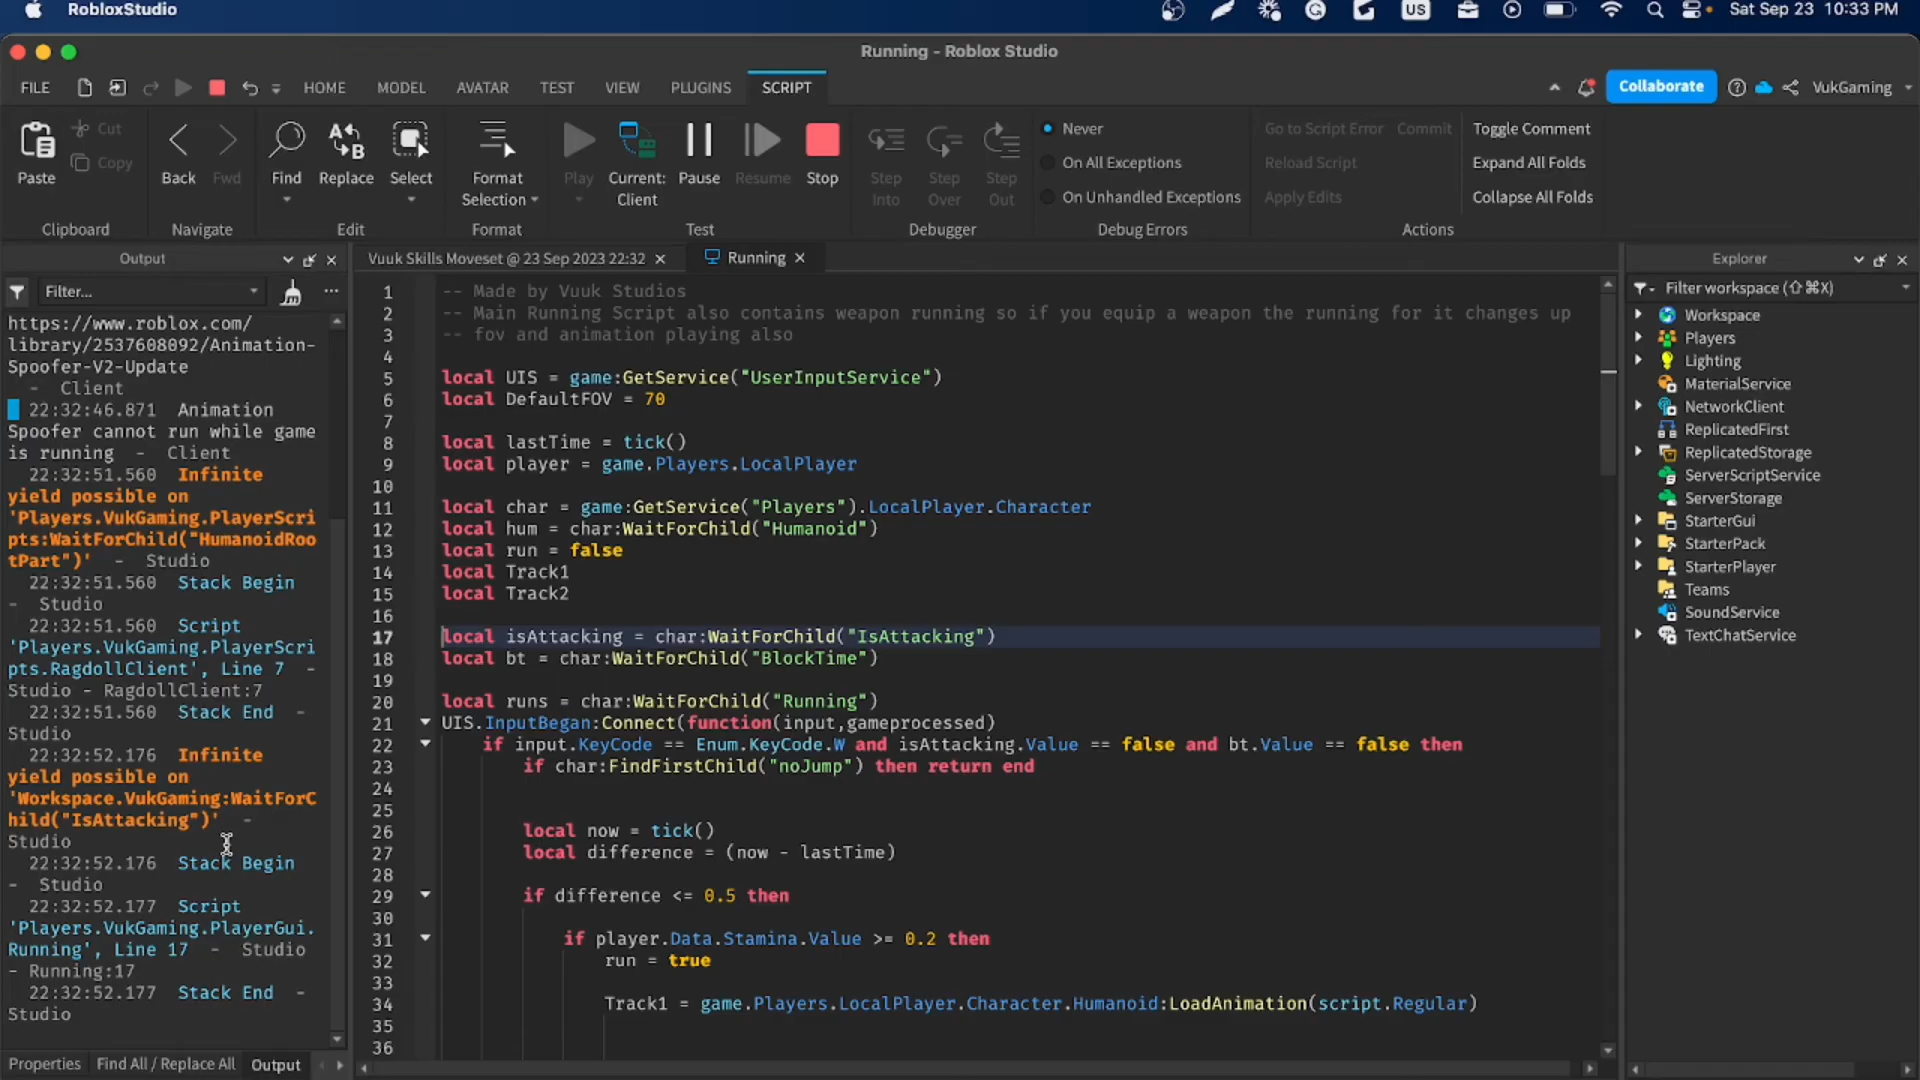 RobloxStudio
US
Sat Sep 23 10:33 PM
Running - Roblox Studio
FILE
HOME
MODEL
AVATAR
TEST
VIEW
PLUGINS
SCRIPT
Collaborate
VukGaming
Paste
Cut
Copy
Clipboard
Back
Fwd
Navigate
Find
Replace
Select
Edit
Format
Selection
Format
Play
Current:
Client
Pause
Resume
Stop
Test
Step
Into
Step
Over
Step
Out
Debugger
Never
On All Exceptions
On Unhandled Exceptions
Debug Errors
Go to Script Error
Commit
Reload Script
Apply Edits
Toggle Comment
Expand All Folds
Collapse All Folds
Actions
Output
Filter...
https://www.roblox.com/
library/2537608092/Animation-
Spoofer-V2-Update
- Client
22:32:46.871 Animation
Spoofer cannot run while game
is running - Client
22:32:51.560 Infinite
yield possible on
'Players.VukGaming.PlayerScri
pts:WaitForChild("HumanoidRoo
tPart")' - Studio
22:32:51.560 Stack Begin
- Studio
22:32:51.560 Script
'Players.VukGaming.PlayerScri
pts.RagdollClient', Line 7 -
Studio - RagdollClient:7
22:32:51.560 Stack End -
Studio
22:32:52.176 Infinite
yield possible on
'Workspace.VukGaming:WaitForC
hild("IsAttacking")' -
Studio
22:32:52.176 Stack Begin
- Studio
22:32:52.177 Script
'Players.VukGaming.PlayerGui.
Running', Line 17 - Studio
- Running:17
22:32:52.177 Stack End -
Studio
Properties
Find All / Replace All
Output
Vuuk Skills Moveset @ 23 Sep 2023 22:32
Running
1 -- Made by Vuuk Studios
2 -- Main Running Script also contains weapon running so if you equip a weapon the running for it changes up
3 -- fov and animation playing also
4
5 local UIS = game:GetService("UserInputService")
6 local DefaultFOV = 70
7
8 local lastTime = tick()
9 local player = game.Players.LocalPlayer
10
11 local char = game:GetService("Players").LocalPlayer.Character
12 local hum = char:WaitForChild("Humanoid")
13 local run = false
14 local Track1
15 local Track2
16
17 local isAttacking = char:WaitForChild("IsAttacking")
18 local bt = char:WaitForChild("BlockTime")
19
20 local runs = char:WaitForChild("Running")
21 UIS.InputBegan:Connect(function(input,gameprocessed)
22 if input.KeyCode == Enum.KeyCode.W and isAttacking.Value == false and bt.Value == false then
23 if char:FindFirstChild("noJump") then return end
24
25
26 local now = tick()
27 local difference = (now - lastTime)
28
29 if difference <= 0.5 then
30
31 if player.Data.Stamina.Value >= 0.2 then
32 run = true
33
34 Track1 = game.Players.LocalPlayer.Character.Humanoid:LoadAnimation(script.Regular)
35
36
Explorer
Filter workspace (⇧⌘X)
Workspace
Players
Lighting
MaterialService
NetworkClient
ReplicatedFirst
ReplicatedStorage
ServerScriptService
ServerStorage
StarterGui
StarterPack
StarterPlayer
Teams
SoundService
TextChatService